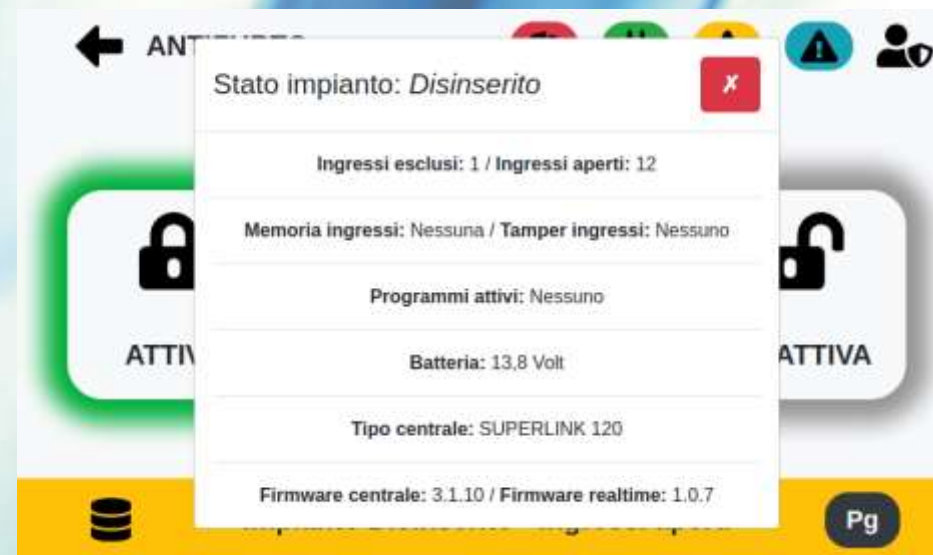 Stato impianto: Disinserito
✗
Ingressi esclusi: 1 / Ingressi aperti: 12
Memoria ingressi: Nessuna / Tamper ingressi: Nessuno
Programmi attivi: Nessuno
ATTIVA
Batteria: 13,8 Volt
Tipo centrale: SUPERLINK 120
Firmware centrale: 3.1.10 / Firmware realtime: 1.0.7
Pg